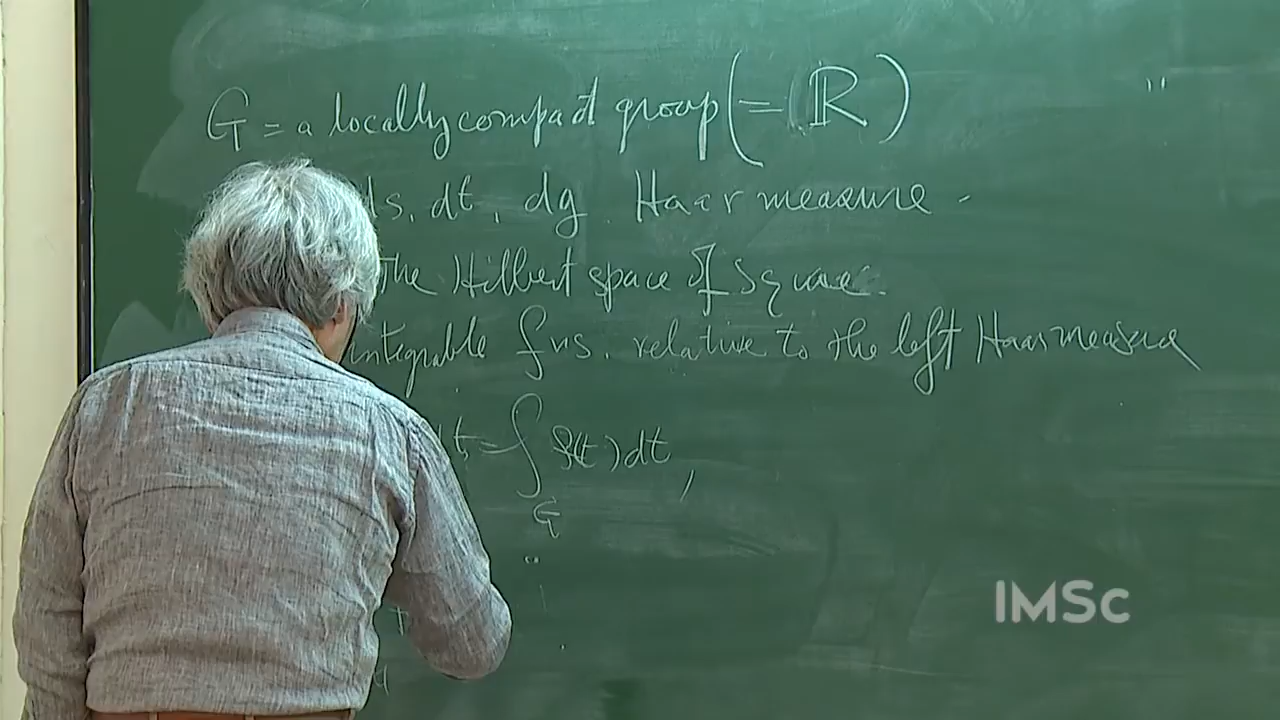 G = a locally compact group (= ℝ)
ds, dt, dg. Haar measure -
The Hilbert space of square
integrable fns. relative to the left Haar measure
dt = ∫_G f(t) dt,
IMSc